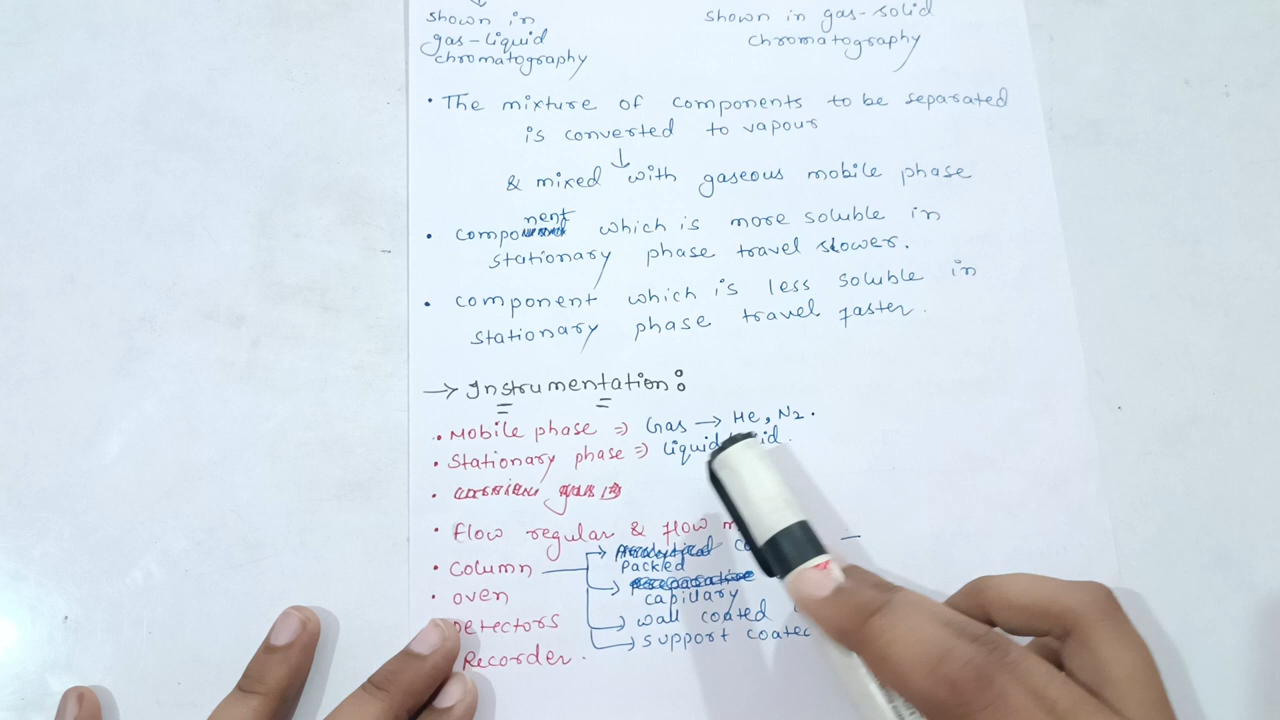 shown in
gas-liquid
chromatography
shown in gas-solid
chromatography
• The mixture of components to be separated
is converted to vapour
↓
& mixed with gaseous mobile phase
• component which is more soluble in
stationary phase travel slower.
• component which is less soluble in
stationary phase travel faster.
→ Instrumentation:
• Mobile phase ⇒ Gas → He, N2.
• Stationary phase ⇒ liquid
•
• Flow regular & flow
• column
packed
capillary
wall coated
support coated
• oven
Detectors
Recorder.